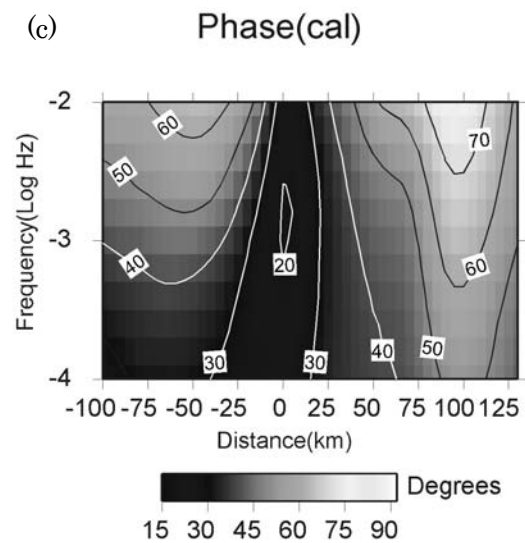 (c) Phase(cal)
-2
60 70
50
Frequency(Log Hz)
-3
40 20 60
30 30 40 50
-4
-100 -75 -50 -25 0 25 50 75 100 125
Distance(km)
Degrees
15 30 45 60 75 90